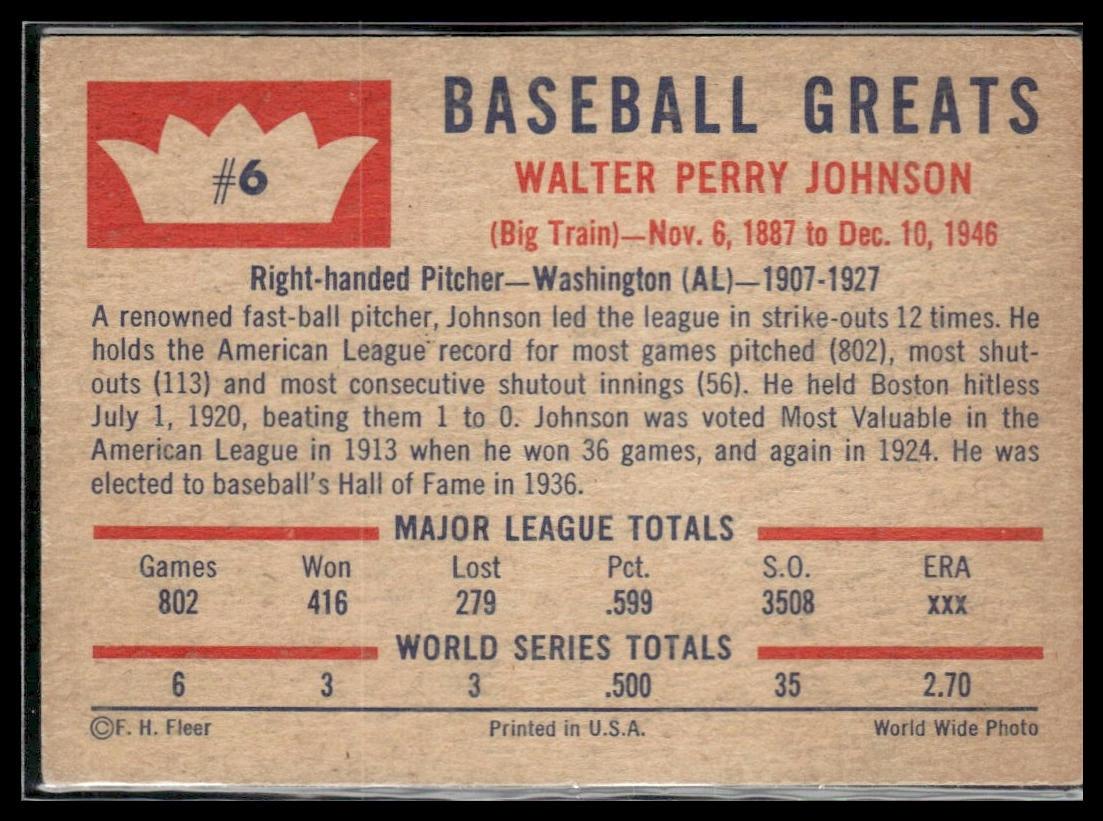 #6
BASEBALL GREATS
WALTER PERRY JOHNSON
(Big Train)—Nov. 6, 1887 to Dec. 10, 1946
Right-handed Pitcher—Washington (AL)—1907-1927
A renowned fast-ball pitcher, Johnson led the league in strike-outs 12 times. He
holds the American League record for most games pitched (802), most shut-
outs (113) and most consecutive shutout innings (56). He held Boston hitless
July 1, 1920, beating them 1 to 0. Johnson was voted Most Valuable in the
American League in 1913 when he won 36 games, and again in 1924. He was
elected to baseball's Hall of Fame in 1936.
MAJOR LEAGUE TOTALS
Games Won Lost Pct. S.O. ERA
802 416 279 .599 3508 xxx
WORLD SERIES TOTALS
6 3 3 .500 35 2.70
©F. H. Fleer Printed in U.S.A. World Wide Photo